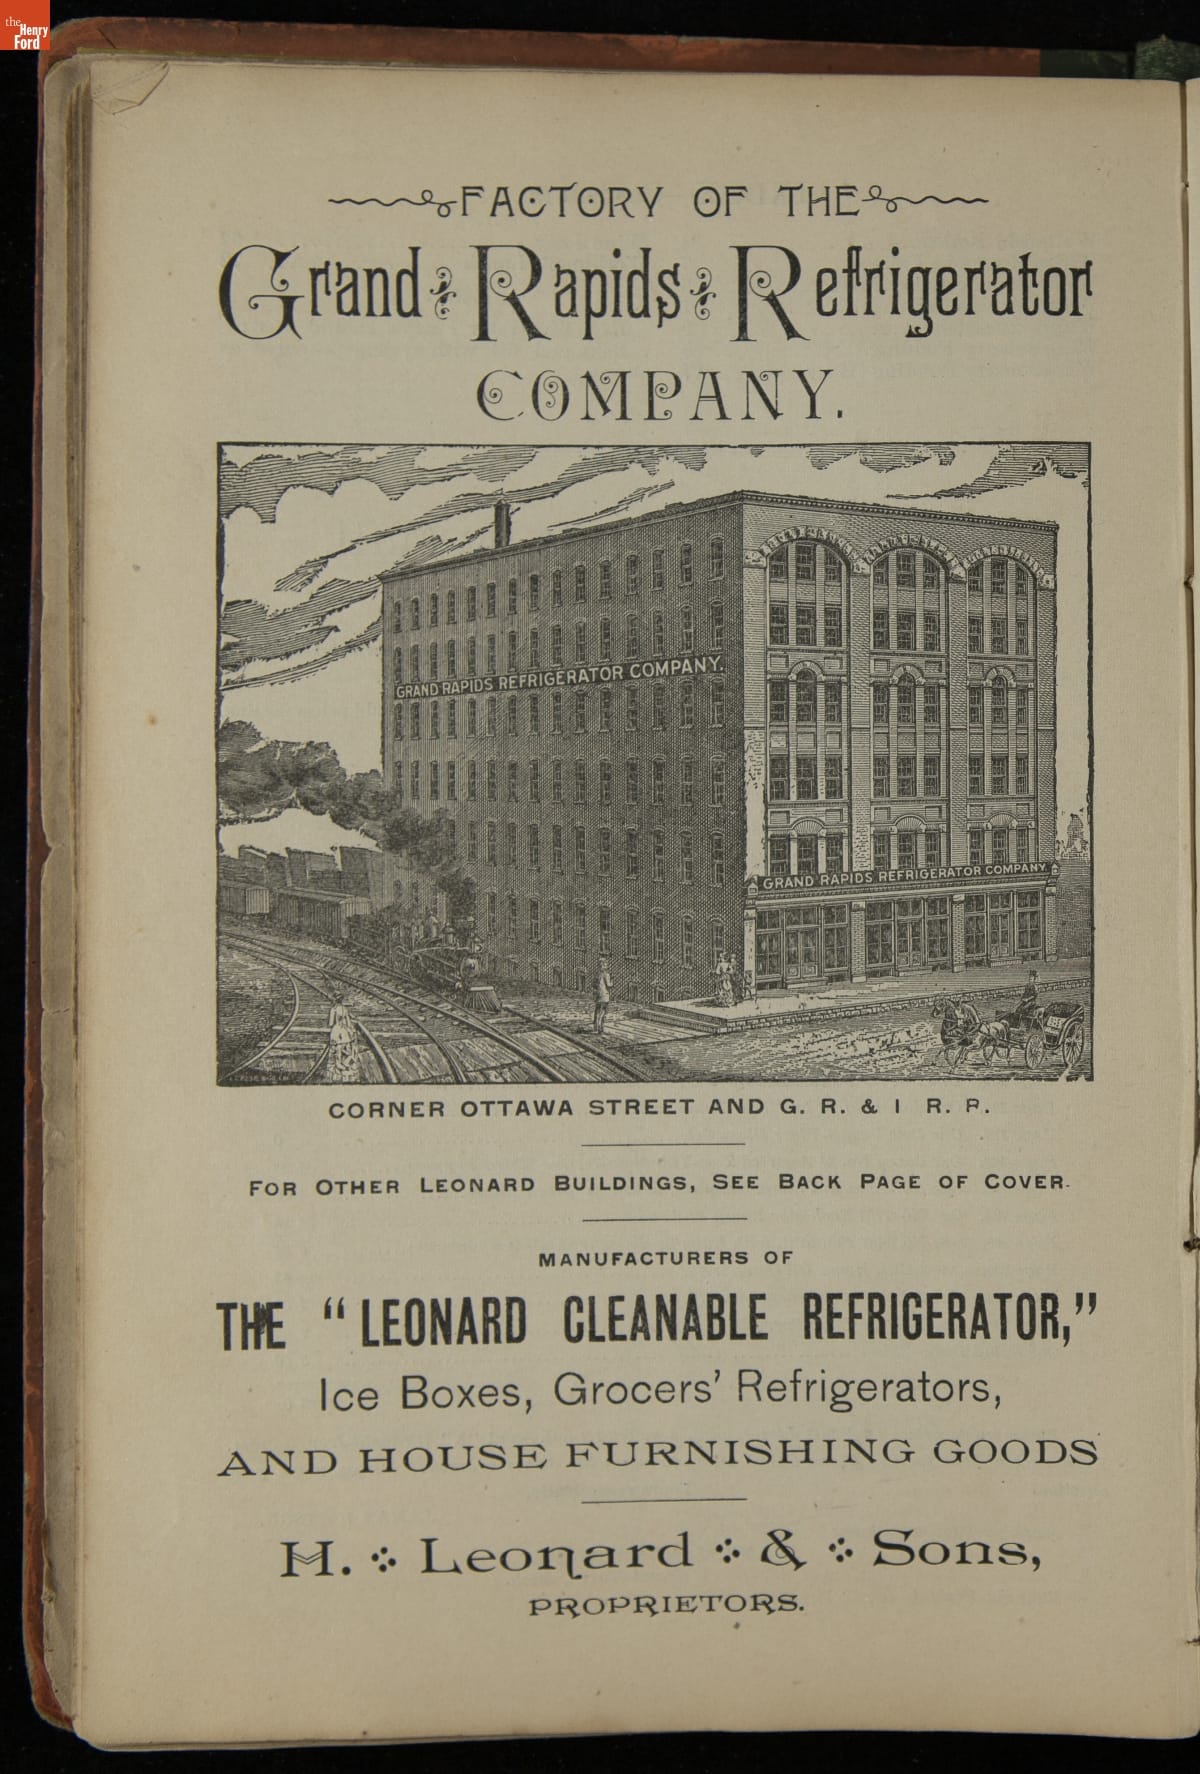 the
Henry
Ford
FACTORY OF THE
Grand Rapids Refrigerator
COMPANY.
GRAND RAPIDS REFRIGERATOR COMPANY.
GRAND RAPIDS REFRIGERATOR COMPANY
CORNER OTTAWA STREET AND G. R. & I R. R.
FOR OTHER LEONARD BUILDINGS, SEE BACK PAGE OF COVER.
MANUFACTURERS OF
THE "LEONARD CLEANABLE REFRIGERATOR,"
Ice Boxes, Grocers' Refrigerators,
AND HOUSE FURNISHING GOODS
H. Leonard & Sons,
PROPRIETORS.